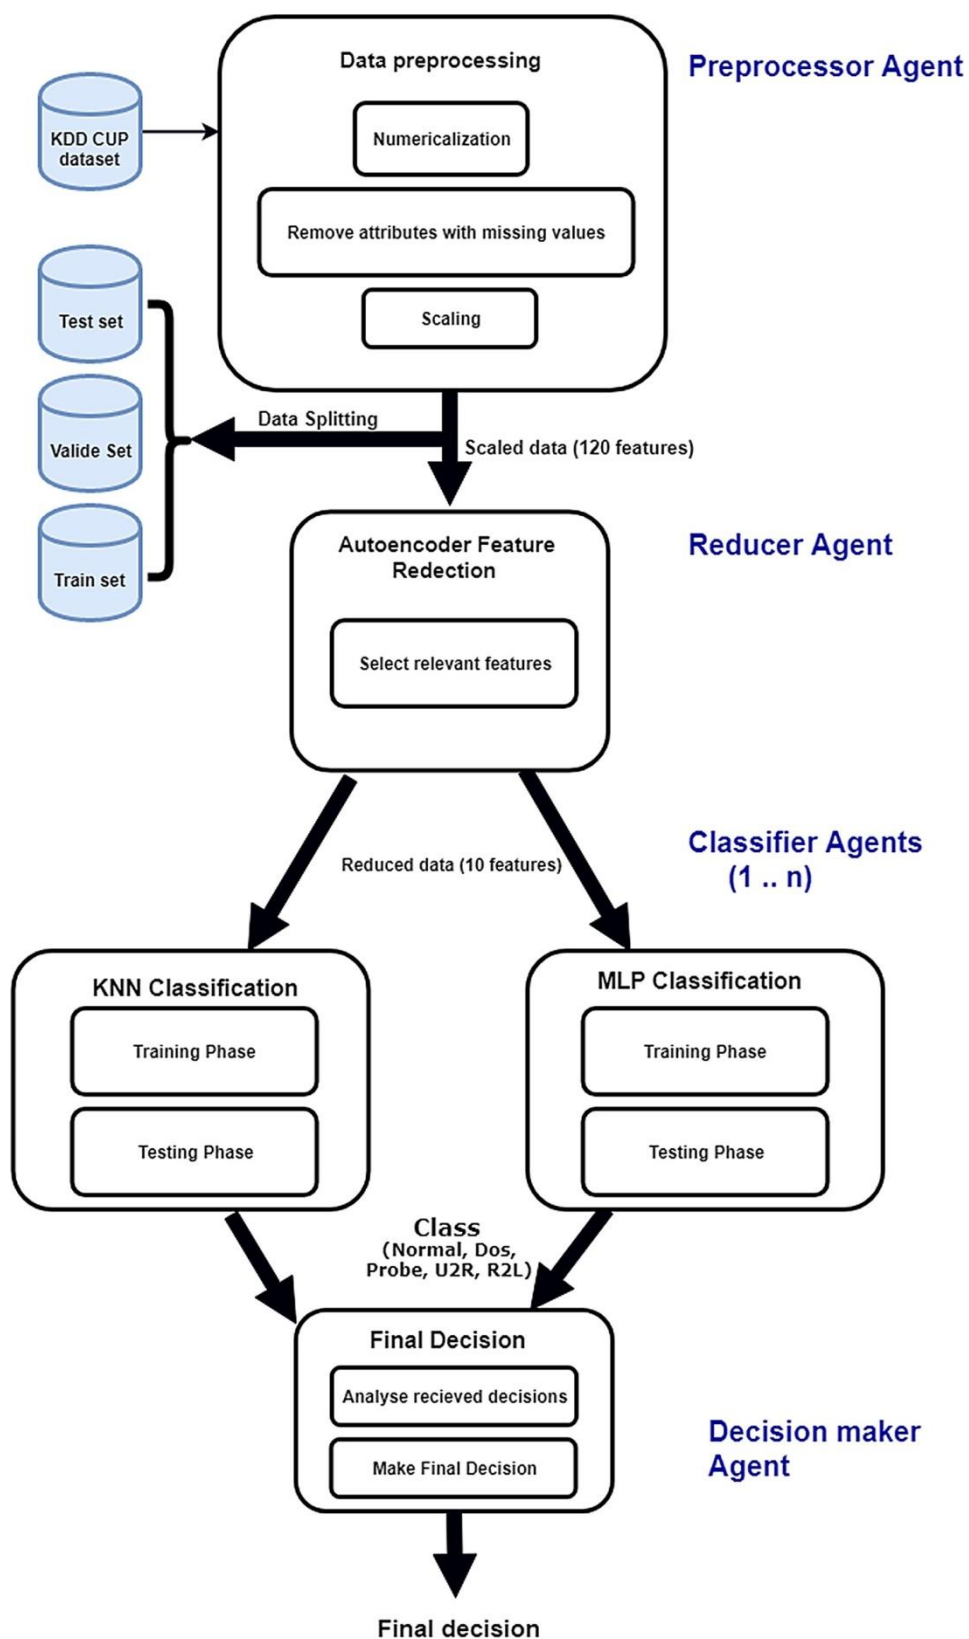 Data preprocessing
Preprocessor Agent
KDD CUP
dataset
Numericalization
Remove attributes with missing values
Scaling
Test set
Valide Set
Train set
Data Splitting
Scaled data (120 features)
Autoencoder Feature
Redection
Reducer Agent
Select relevant features
Reduced data (10 features)
Classifier Agents
(1 .. n)
KNN Classification
Training Phase
Testing Phase
MLP Classification
Training Phase
Testing Phase
Class
(Normal, Dos,
Probe, U2R, R2L)
Final Decision
Analyse recieved decisions
Make Final Decision
Decision maker
Agent
Final decision